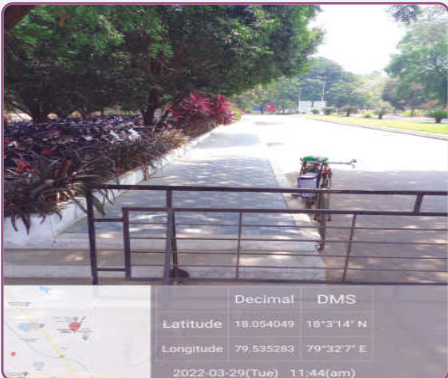 Decimal DMS
Latitude 18.054049 18°3'14" N
Longitude 79.535283 79°32'7" E
2022-03-29(Tue) 11:44(am)